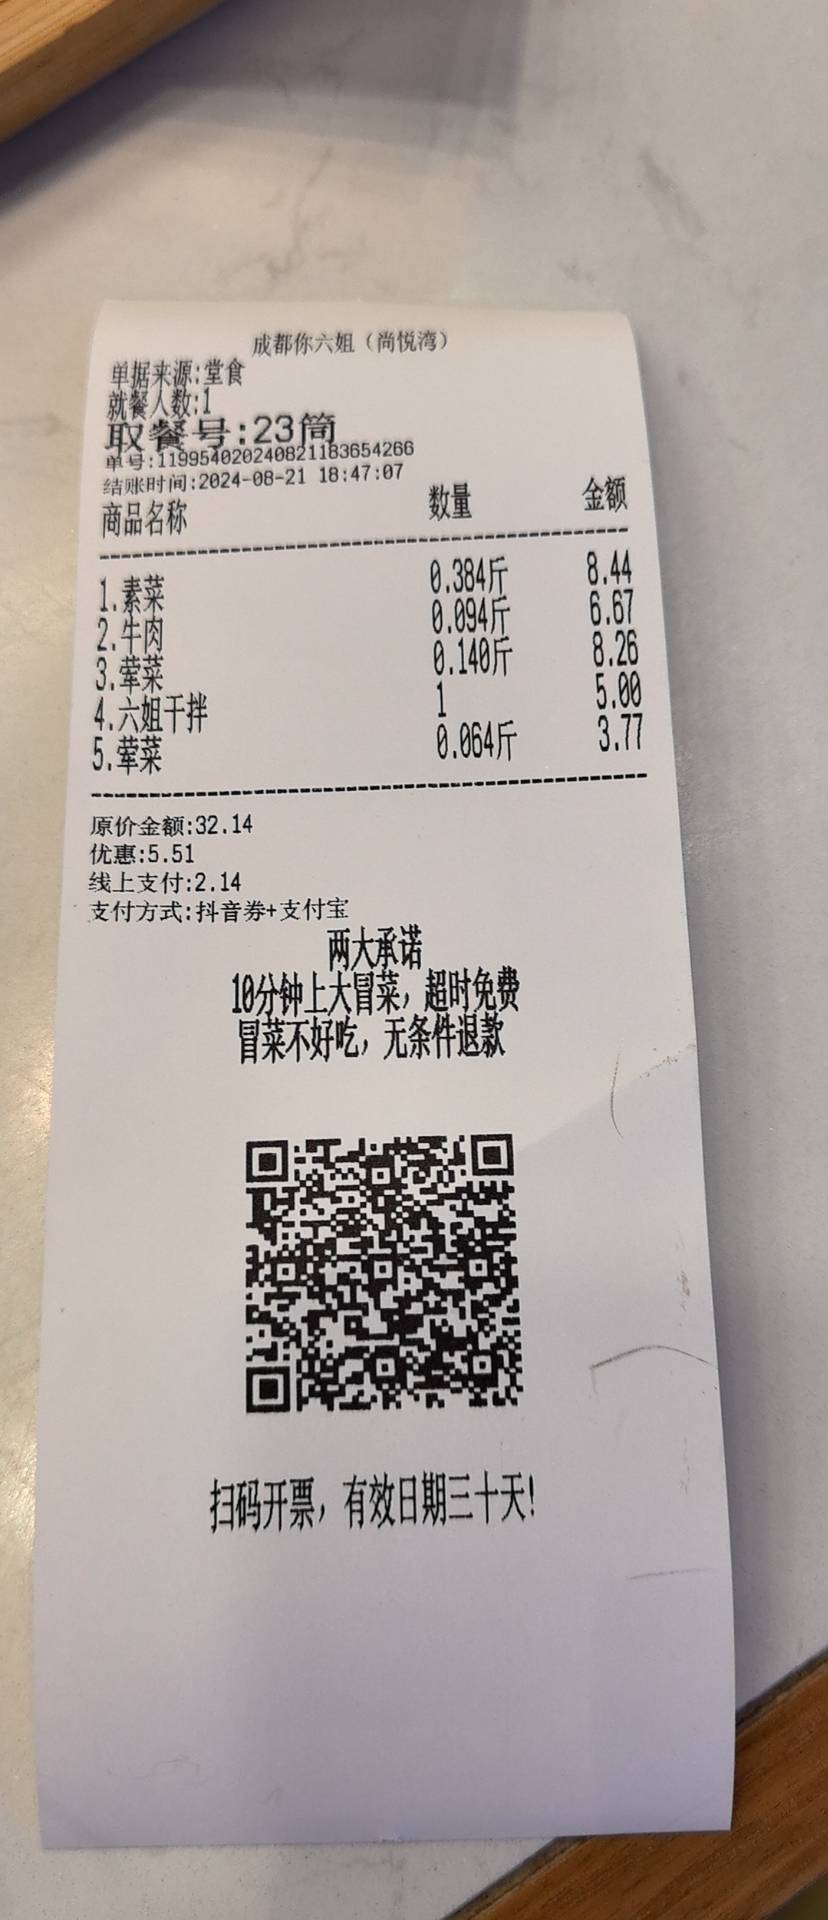 成都你六姐（尚悦湾）
单据来源:堂食
就餐人数:1
取餐号:23筒
单号:119954020240821183654266
结账时间:2024-08-21 18:47:07
商品名称 数量 金额
1.素菜 0.384斤 8.44
2.牛肉 0.094斤 6.67
3.荤菜 0.140斤 8.26
4.六姐干拌 1 5.00
5.荤菜 0.064斤 3.77
原价金额:32.14
优惠:5.51
线上支付:2.14
支付方式:抖音券+支付宝
两大承诺
10分钟上大冒菜，超时免费
冒菜不好吃，无条件退款
扫码开票，有效日期三十天!